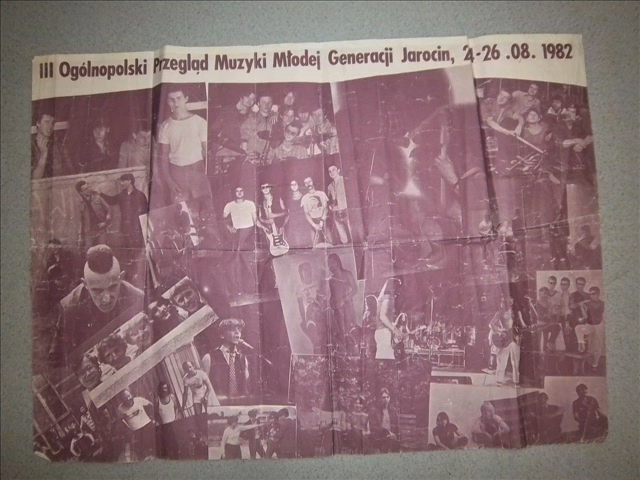 III Ogólnopolski Przegląd Muzyki Młodej Generacji Jarocin, 24-26 .08. 1982